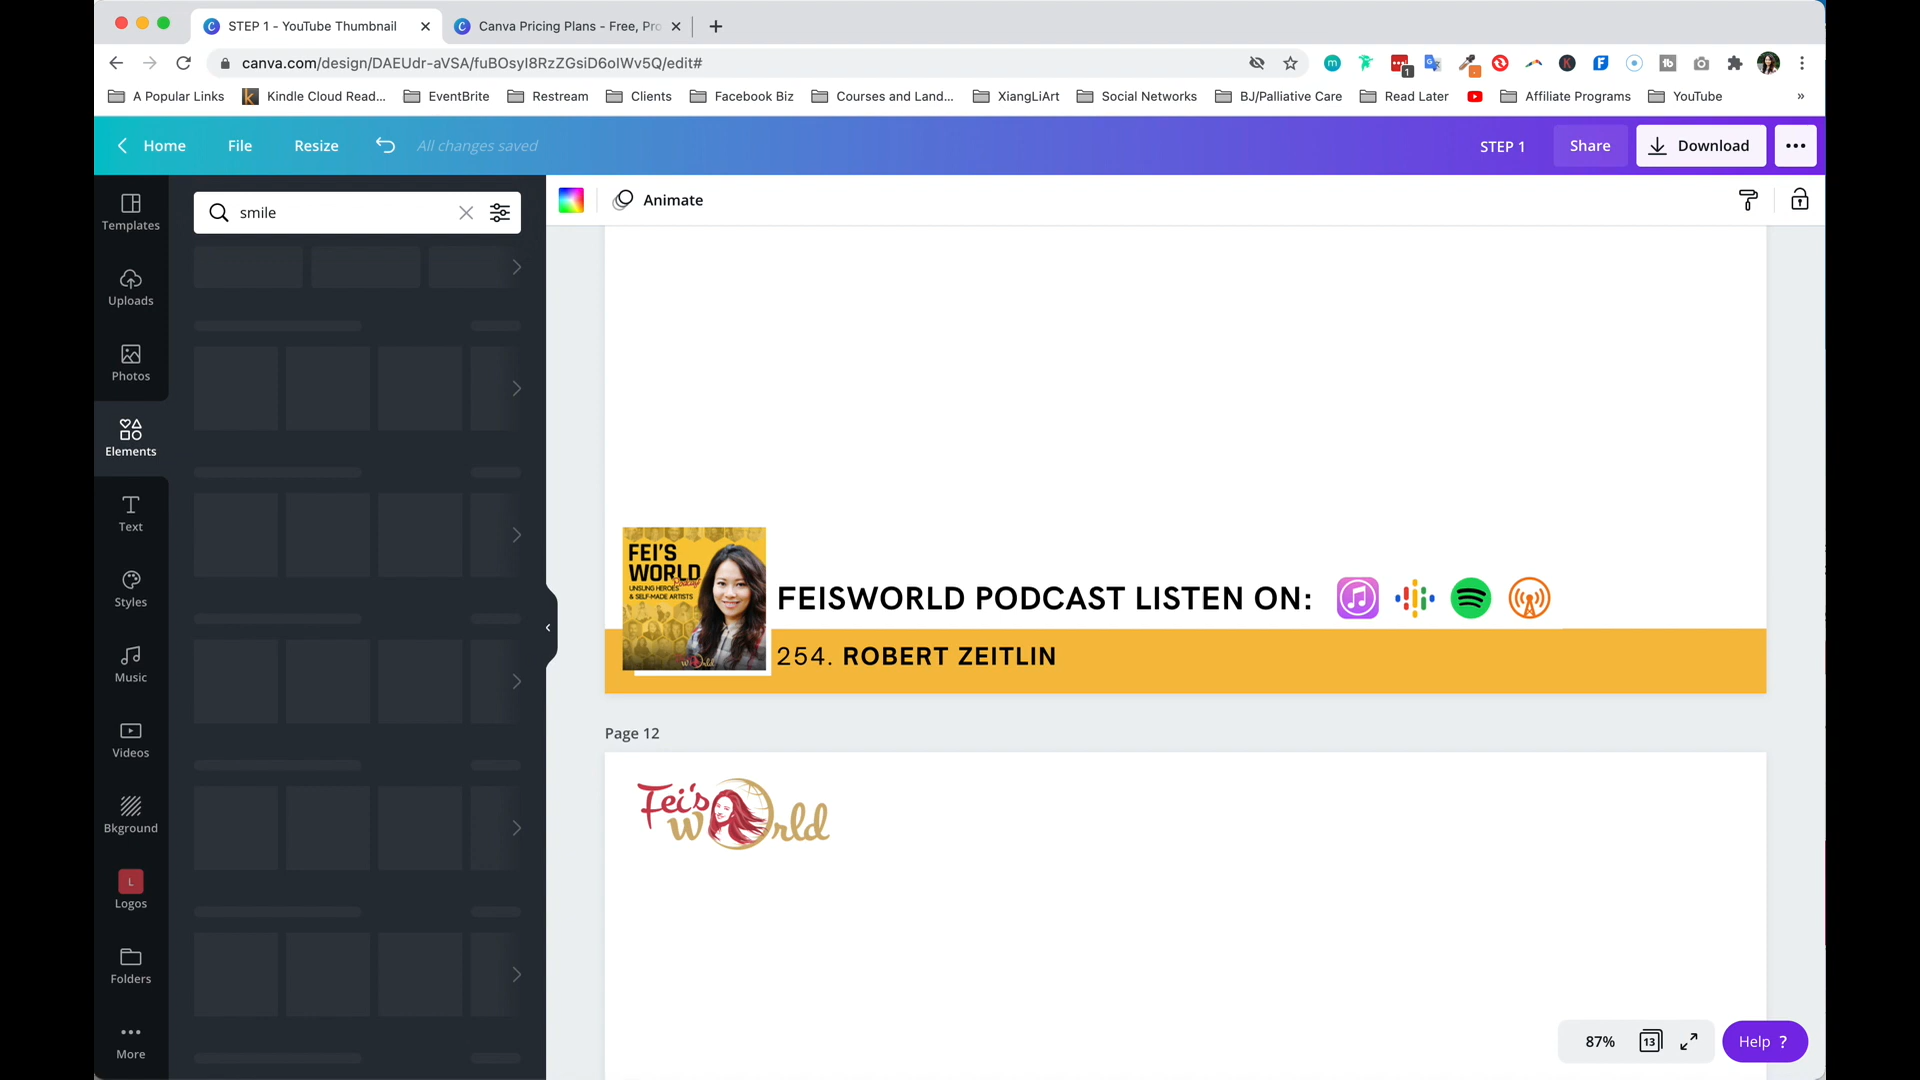 STEP 1 - YouTube Thumbnail
Canva Pricing Plans - Free, Pro
canva.com/design/DAEUdr-aVSA/fuBOsyI8RzZGsiD6oIWv5Q/edit#
A Popular Links
Kindle Cloud Read...
EventBrite
Restream
Clients
Facebook Biz
Courses and Land...
XiangLiArt
Social Networks
BJ/Palliative Care
Read Later
Affiliate Programs
YouTube
Home
File
Resize
All changes saved
STEP 1
Share
Download
smile
Animate
Templates
Uploads
Photos
Elements
Text
Styles
Music
Videos
Bkground
L
Logos
Folders
More
FEI'S
WORLD
Podcast
UNSUNG HEROES
& SELF-MADE ARTISTS
FEISWORLD PODCAST LISTEN ON:
254. ROBERT ZEITLIN
Page 12
Fei's
World
87%
13
Help ?